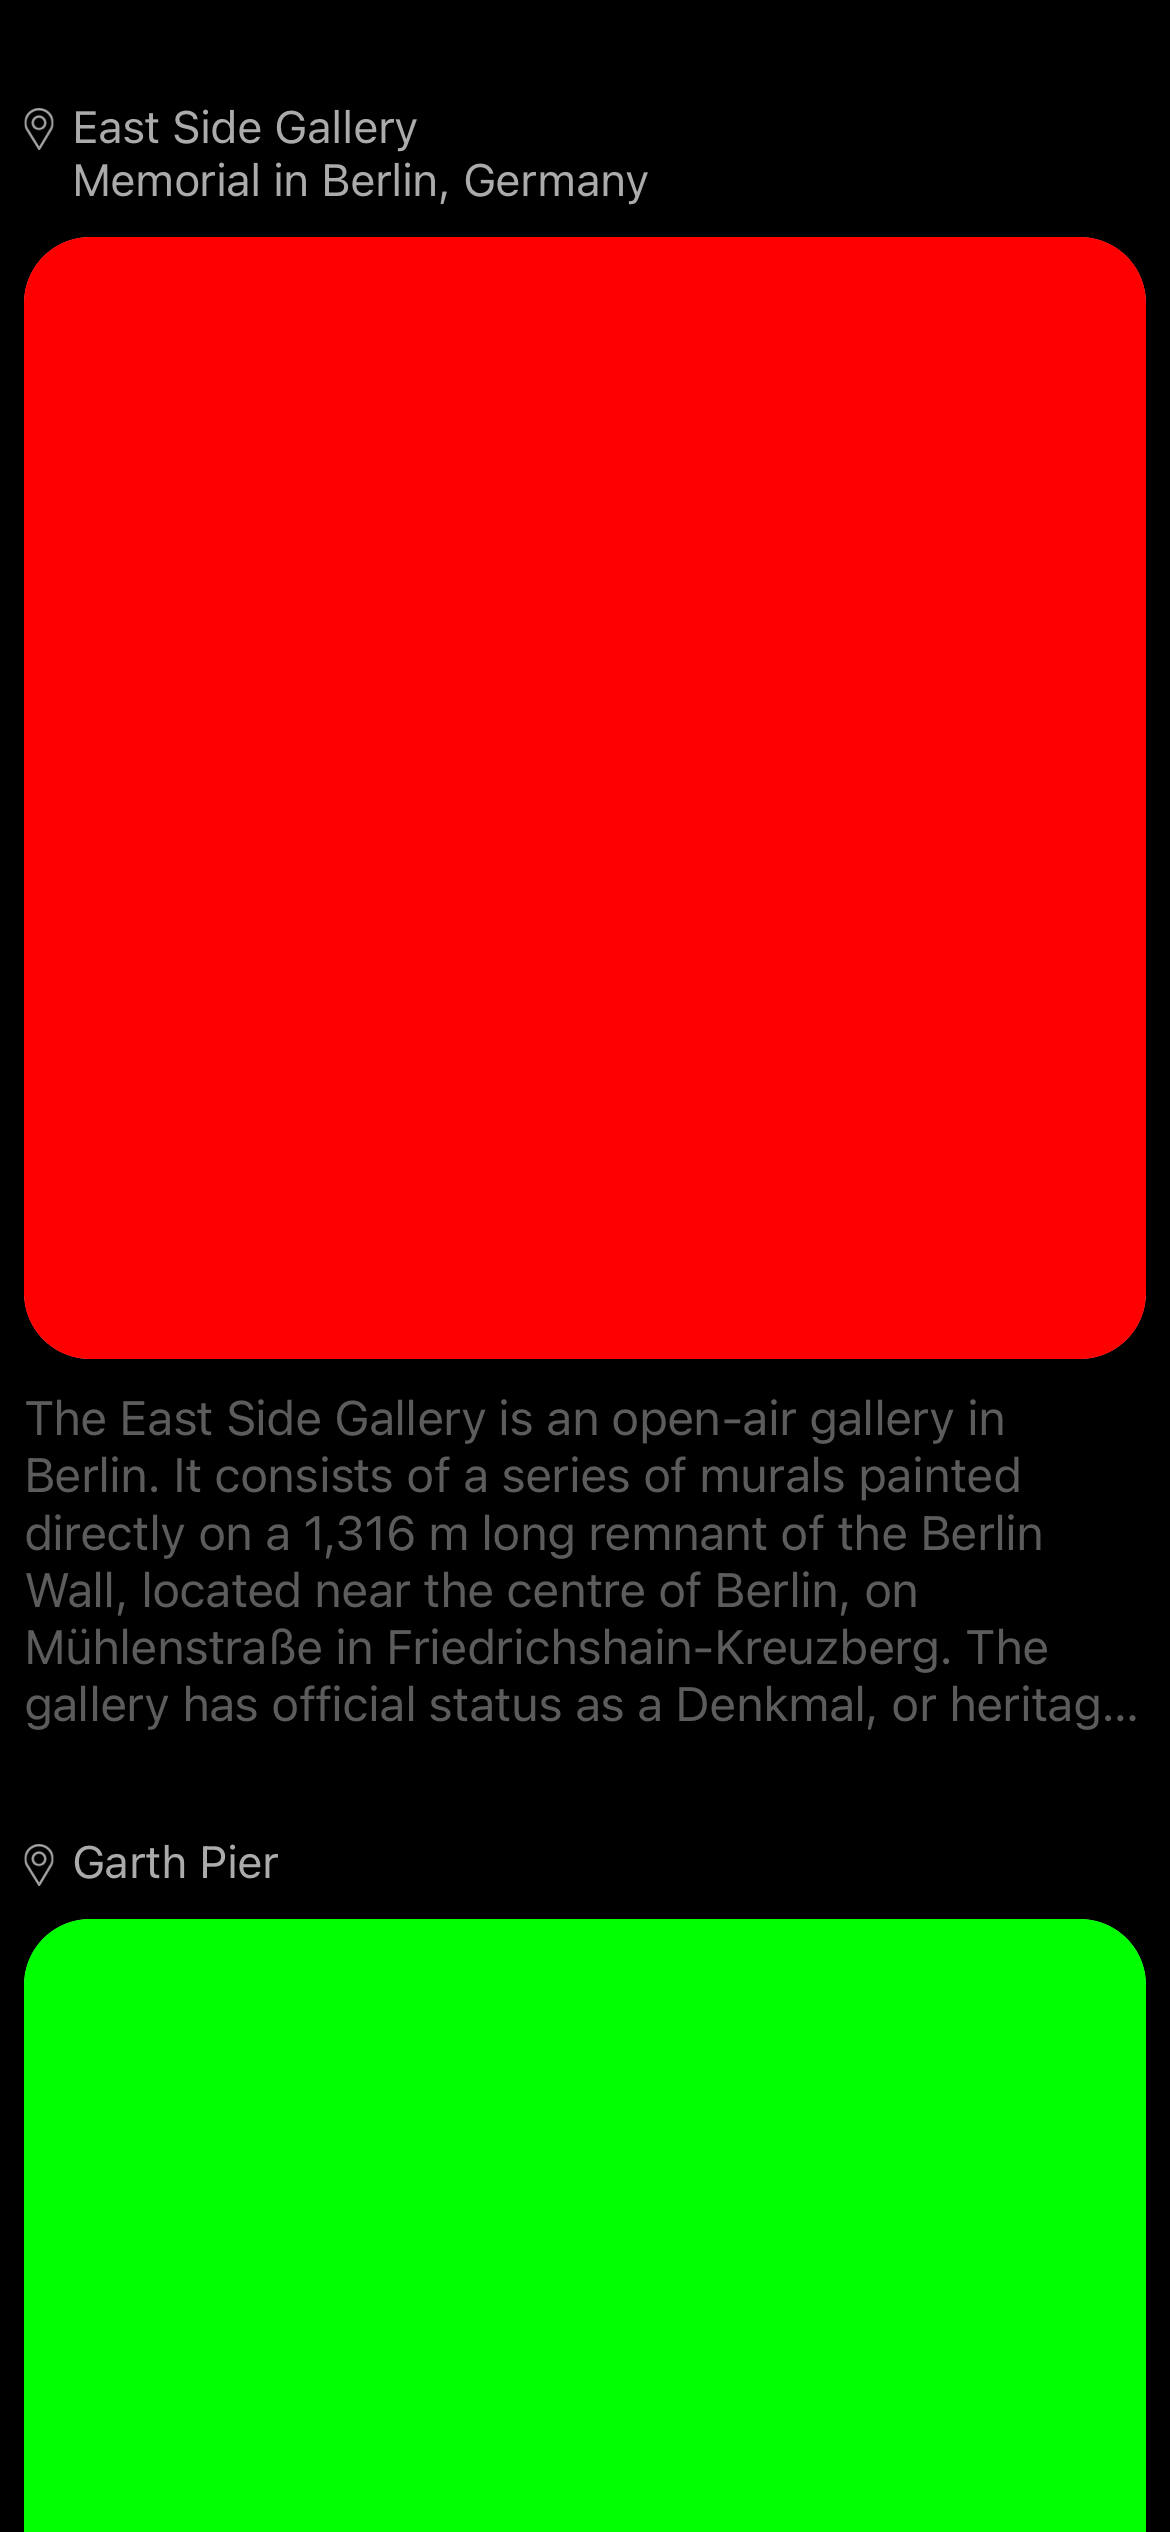 East Side Gallery
Memorial in Berlin, Germany
The East Side Gallery is an open-air gallery in
Berlin. It consists of a series of murals painted
directly on a 1,316 m long remnant of the Berlin
Wall, located near the centre of Berlin, on
Mühlenstraße in Friedrichshain-Kreuzberg. The
gallery has official status as a Denkmal, or heritag...
Garth Pier